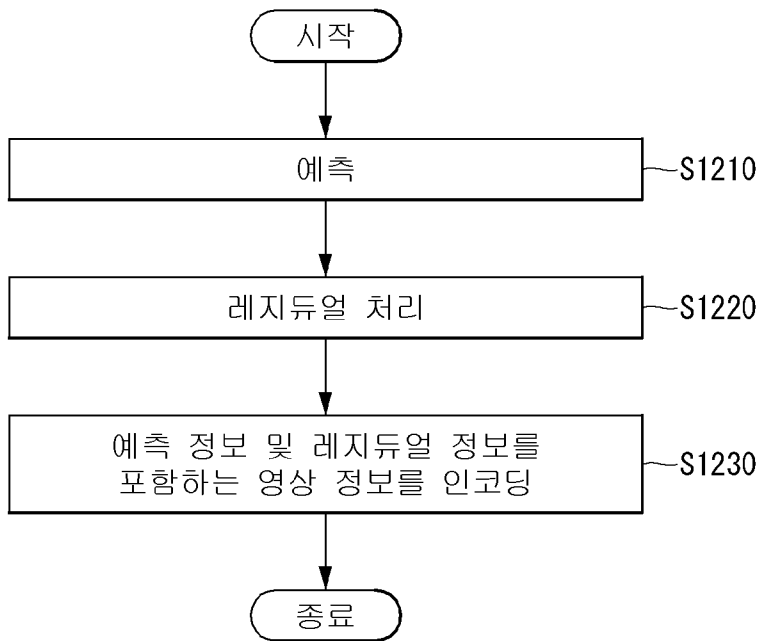 시작
예측
S1210
레지듀얼 처리
S1220
예측 정보 및 레지듀얼 정보를
포함하는 영상 정보를 인코딩
S1230
종료